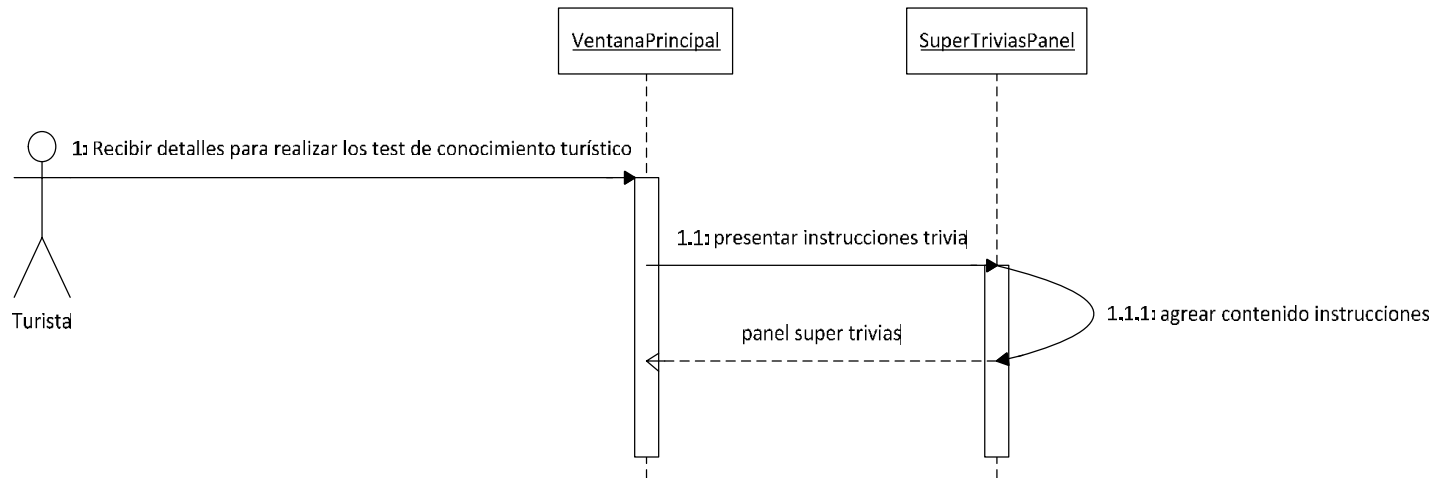 VentanaPrincipal
SuperTriviasPanel
1: Recibir detalles para realizar los test de conocimiento turístico
1.1: presentar instrucciones trivia
1.1.1: agrear contenido instrucciones
Turista
panel super trivias